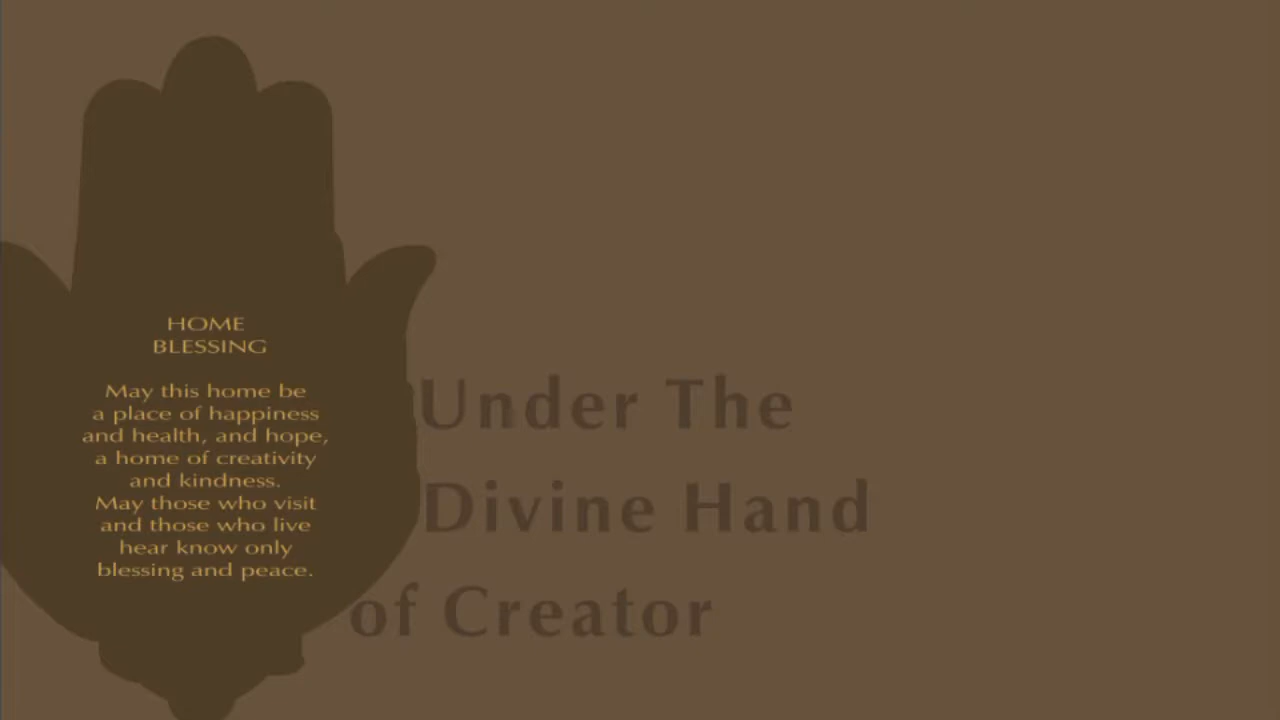 HOME
BLESSING
May this home be
a place of happiness
and health, and hope,
a home of creativity
and kindness.
May those who visit
and those who live
hear know only
blessing and peace.
Under The
Divine Hand
of Creator